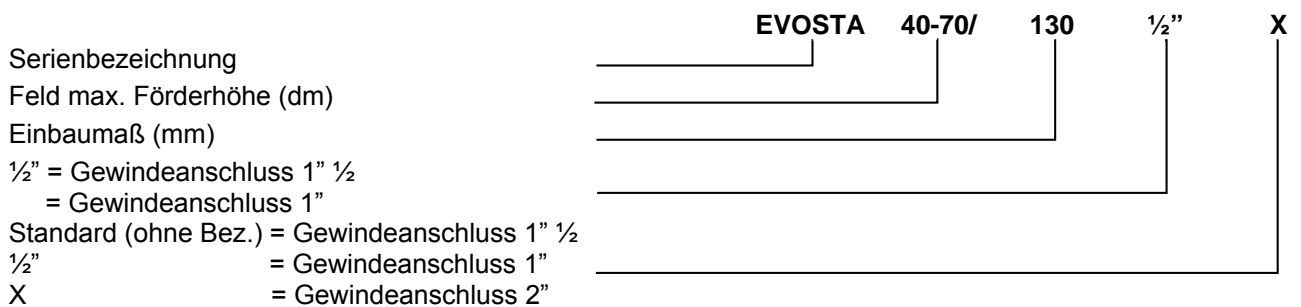 EVOSTA 40-70/ 130 ½” X
Serienbezeichnung
Feld max. Förderhöhe (dm)
Einbaumaß (mm)
½” = Gewindeanschluss 1” ½
= Gewindeanschluss 1”
Standard (ohne Bez.) = Gewindeanschluss 1” ½
½” = Gewindeanschluss 1”
X = Gewindeanschluss 2”